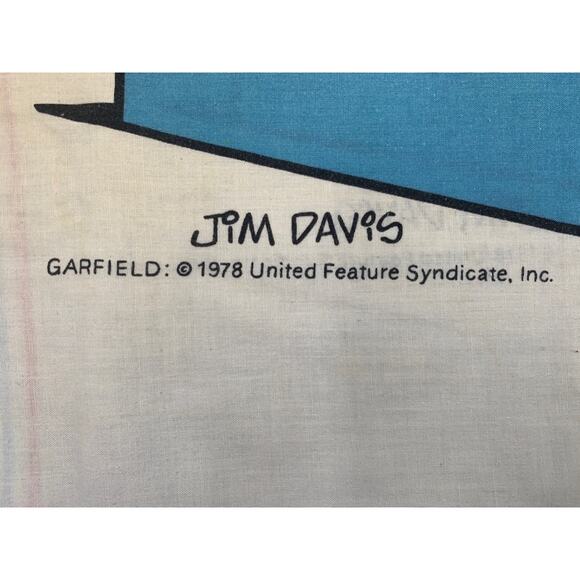 JiM DAViS
GARFIELD: © 1978 United Feature Syndicate, Inc.